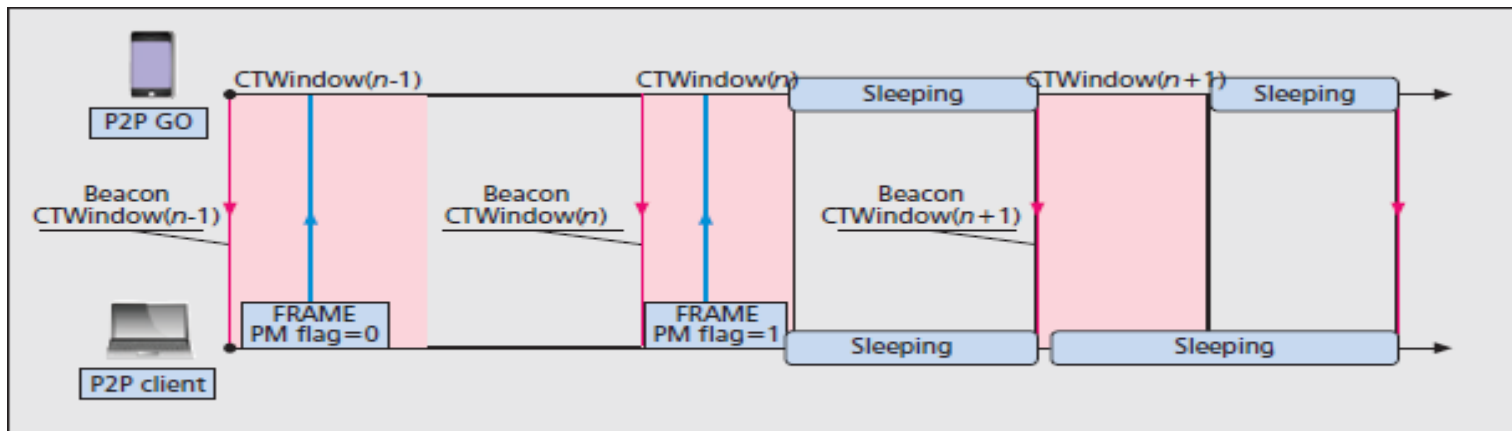 CTWindow(n-1)
CTWindow(n)
CTWindow(n+1)
Sleeping
Sleeping
P2P GO
Beacon
CTWindow(n-1)
Beacon
CTWindow(n)
Beacon
CTWindow(n+1)
FRAME
PM flag=0
FRAME
PM flag=1
Sleeping
Sleeping
P2P client